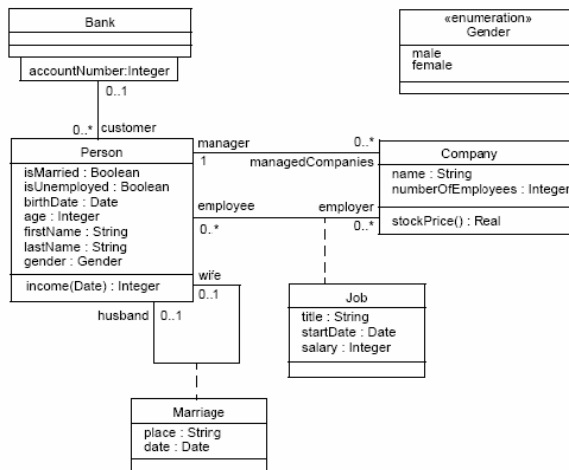 Bank
accountNumber:Integer
0..1
0..*
customer
«enumeration»
Gender
male
female
Person
isMarried : Boolean
isUnemployed : Boolean
birthDate : Date
age : Integer
firstName : String
lastName : String
gender : Gender
income(Date) : Integer
manager
1
0..*
managedCompanies
employee
0..*
employer
0..*
Company
name : String
numberOfEmployees : Integer
stockPrice() : Real
wife
0..1
husband
0..1
Job
title : String
startDate : Date
salary : Integer
Marriage
place : String
date : Date